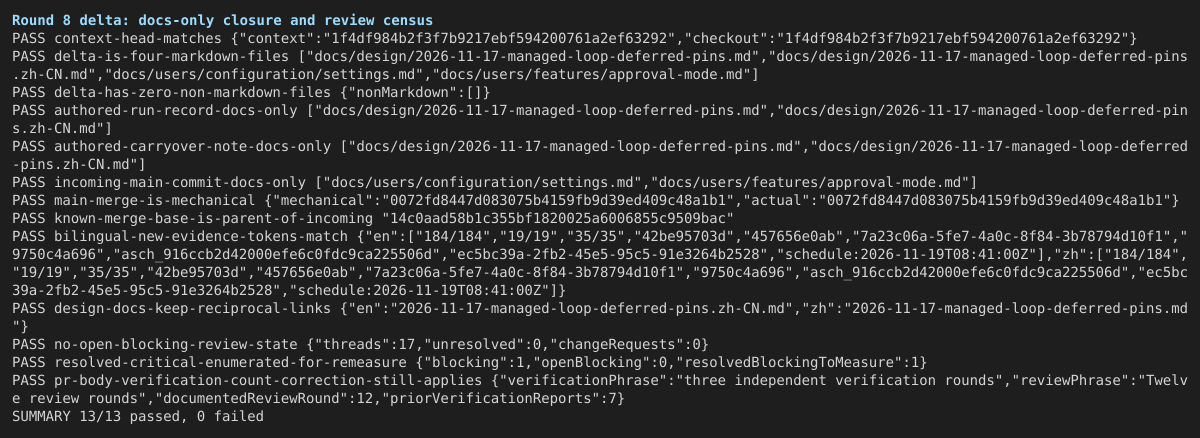 Round 8 delta: docs-only closure and review census
PASS context-head-matches {"context":"1f4df984b2f3f7b9217ebf594200761a2ef63292","checkout":"1f4df984b2f3f7b9217ebf594200761a2ef63292"}
PASS delta-is-four-markdown-files ["docs/design/2026-11-17-managed-loop-deferred-pins.md","docs/design/2026-11-17-managed-loop-deferred-pins
.zh-CN.md","docs/users/configuration/settings.md","docs/users/features/approval-mode.md"]
PASS delta-has-zero-non-markdown-files {"nonMarkdown":[]}
PASS authored-run-record-docs-only ["docs/design/2026-11-17-managed-loop-deferred-pins.md","docs/design/2026-11-17-managed-loop-deferred-pin
s.zh-CN.md"]
PASS authored-carryover-note-docs-only ["docs/design/2026-11-17-managed-loop-deferred-pins.md","docs/design/2026-11-17-managed-loop-deferred
-pins.zh-CN.md"]
PASS incoming-main-commit-docs-only ["docs/users/configuration/settings.md","docs/users/features/approval-mode.md"]
PASS main-merge-is-mechanical {"mechanical":"0072fd8447d083075b4159fb9d39ed409c48a1b1","actual":"0072fd8447d083075b4159fb9d39ed409c48a1b1"}
PASS known-merge-base-is-parent-of-incoming "14c0aad58b1c355bf1820025a6006855c9509bac"
PASS bilingual-new-evidence-tokens-match {"en":["184/184","19/19","35/35","42be95703d","457656e0ab","7a23c06a-5fe7-4a0c-8f84-3b78794d10f1","
9750c4a696","asch_916ccb2d42000efe6c0fdc9ca225506d","ec5bc39a-2fb2-45e5-95c5-91e3264b2528","schedule:2026-11-19T08:41:00Z"],"zh":["184/184",
"19/19","35/35","42be95703d","457656e0ab","7a23c06a-5fe7-4a0c-8f84-3b78794d10f1","9750c4a696","asch_916ccb2d42000efe6c0fdc9ca225506d","ec5bc
39a-2fb2-45e5-95c5-91e3264b2528","schedule:2026-11-19T08:41:00Z"]}
PASS design-docs-keep-reciprocal-links {"en":"2026-11-17-managed-loop-deferred-pins.zh-CN.md","zh":"2026-11-17-managed-loop-deferred-pins.md
"}
PASS no-open-blocking-review-state {"threads":17,"unresolved":0,"changeRequests":0}
PASS resolved-critical-enumerated-for-remeasure {"blocking":1,"openBlocking":0,"resolvedBlockingToMeasure":1}
PASS pr-body-verification-count-correction-still-applies {"verificationPhrase":"three independent verification rounds","reviewPhrase":"Twelv
e review rounds","documentedReviewRound":12,"priorVerificationReports":7}
SUMMARY 13/13 passed, 0 failed